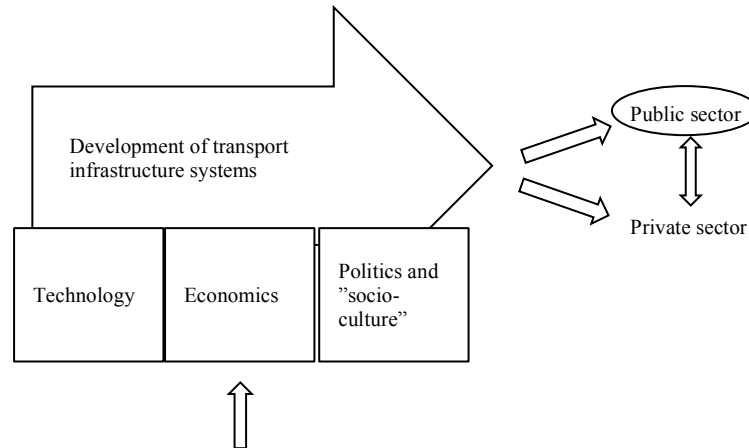 Development of transport
infrastructure systems
Public sector
Private sector
Technology
Economics
Politics and
”socio-
culture”